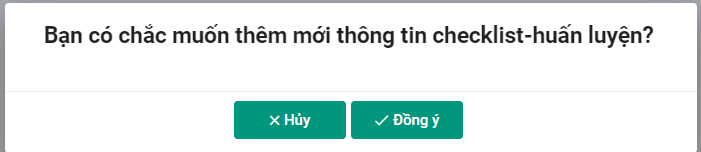 Bạn có chắc muốn thêm mới thông tin checklist-huấn luyện?
Hủy
Đồng ý